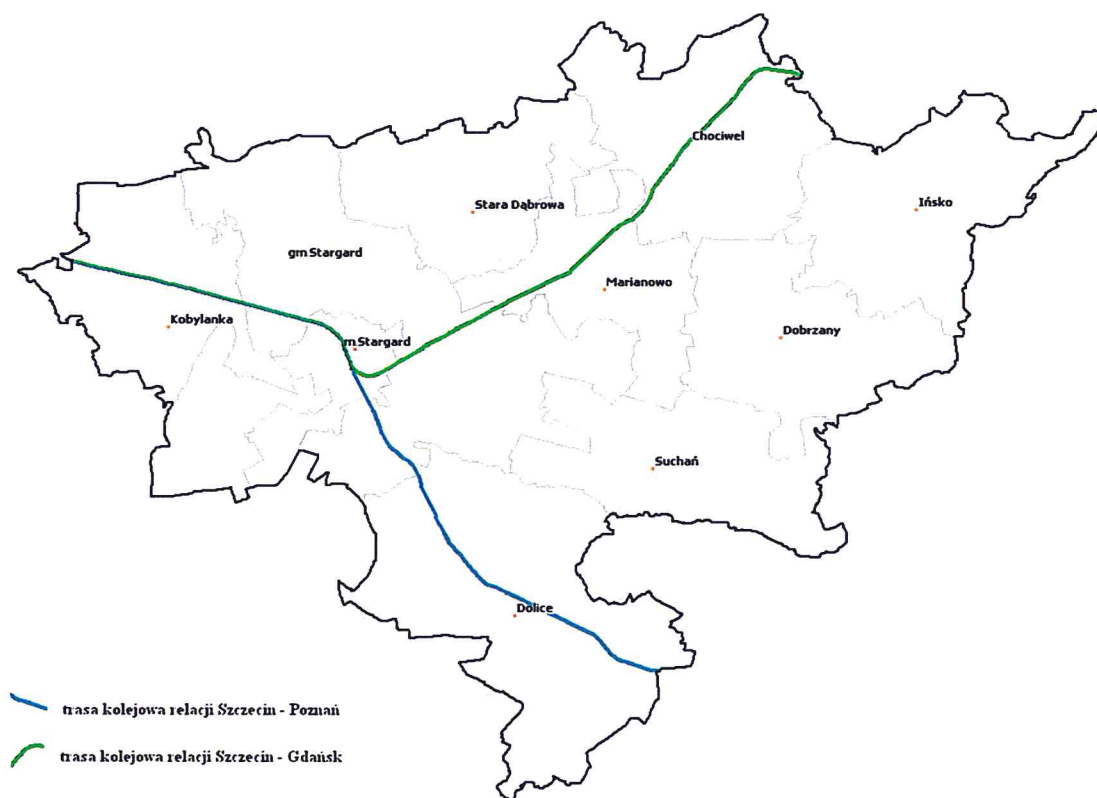 Chociwel
Stara Dąbrowa
Ińsko
gm Stargard
Marianowo
Kobylanka
Dobrzany
m Stargard
Suchań
Dolice
trasa kolejowa relacji Szczecin - Poznań
trasa kolejowa relacji Szczecin - Gdańsk